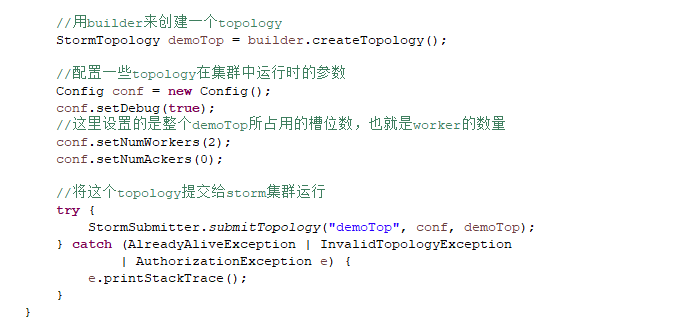 //用builder来创建一个topology
StormTopology demoTop = builder.createTopology();
//配置一些topology在集群中运行时的参数
Config conf = new Config();
conf.setDebug(true);
//这里设置的是整个demoTop所占用的槽位数，也就是worker的数量
conf.setNumWorkers(2);
conf.setNumAckers(0);
//将这个topology提交给storm集群运行
try {
StormSubmitter.submitTopology("demoTop", conf, demoTop);
} catch (AlreadyAliveException | InvalidTopologyException
| AuthorizationException e) {
e.printStackTrace();
}
}